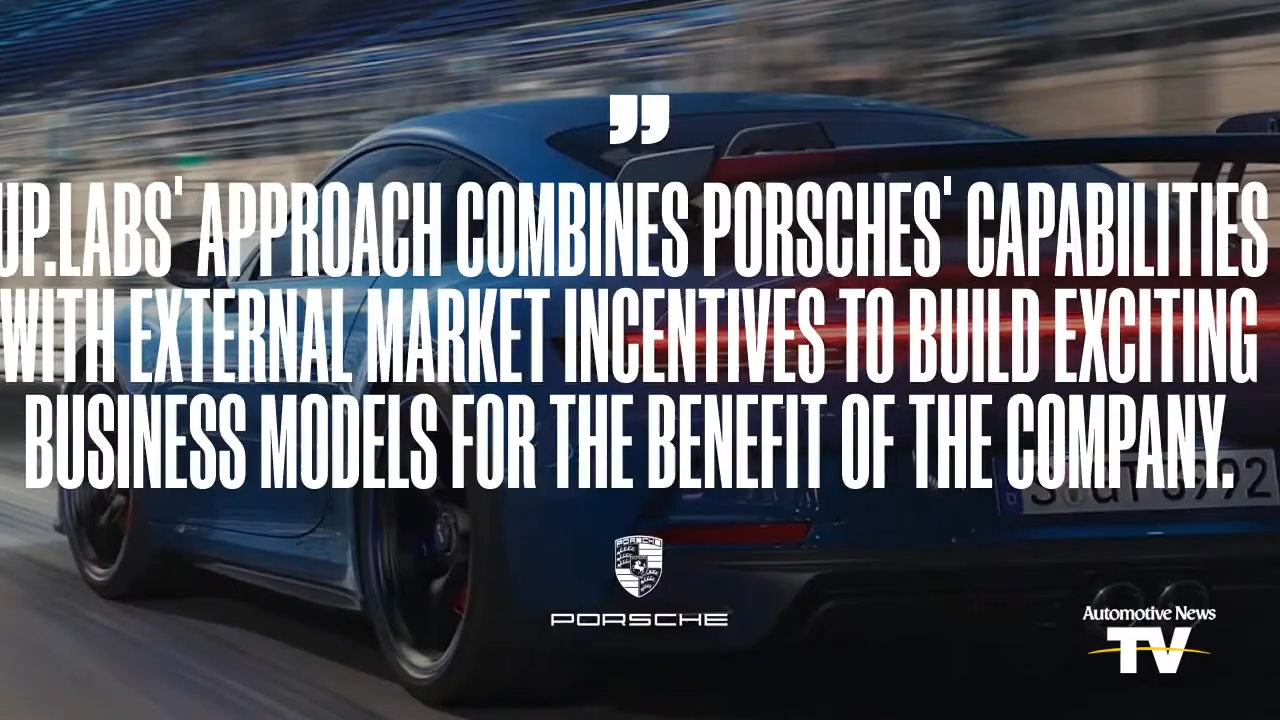 ”
UP.LABS' APPROACH COMBINES PORSCHES' CAPABILITIES
WITH EXTERNAL MARKET INCENTIVES TO BUILD EXCITING
BUSINESS MODELS FOR THE BENEFIT OF THE COMPANY.
PORSCHE
PORSCHE
Automotive News
TV